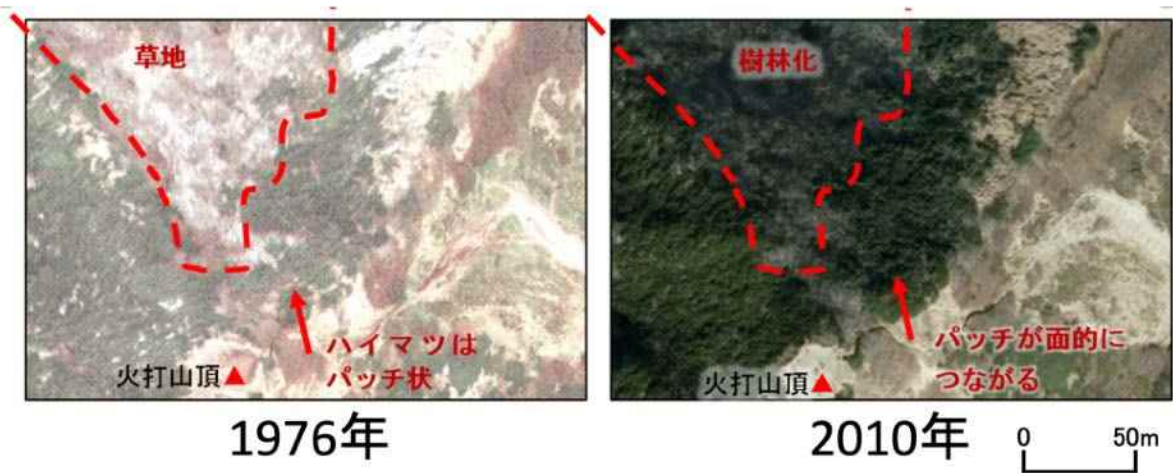 草地
ハイマツは
パッチ状
火打山頂
1976年
樹林化
パッチが面的に
つながる
火打山頂
2010年
0 50m